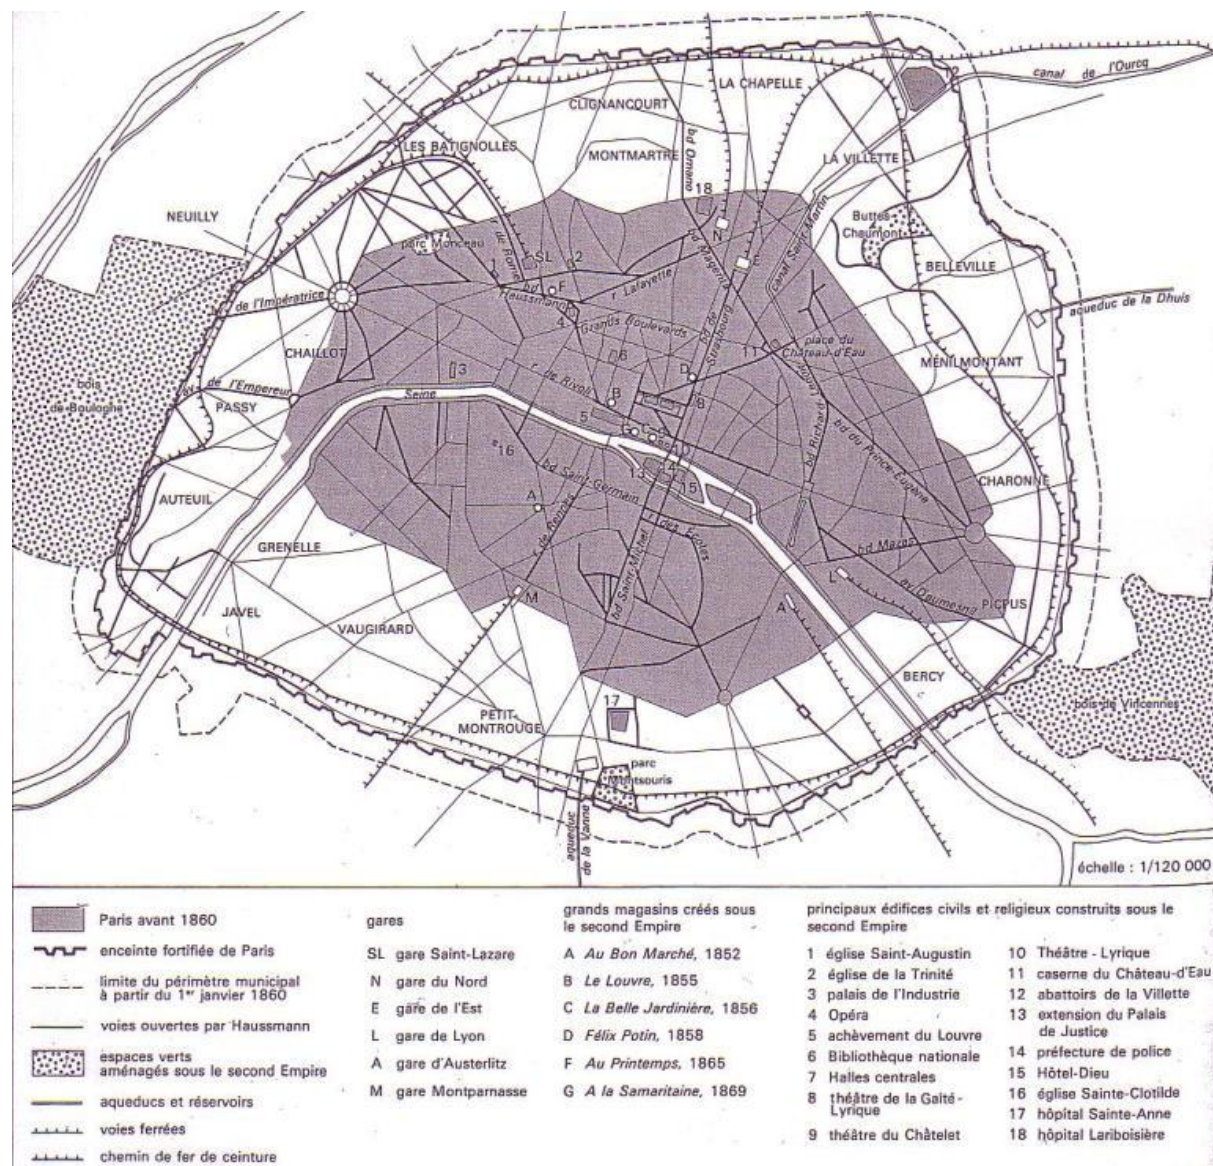 LA CHAPELLE
CLIGNANCOURT
12
canal de l'Ourcq
LES BATIGNOLLES
MONTMARTRE
bd Ornano
LA VILLETTE
18
NEUILLY
parc Monceau
r. de Rome
N
bd Magenta
canal Saint-Martin
Buttes-
Chaumont
BELLEVILLE
1
SL
2
E
F
bd
Haussmann
r Lafayette
av. de l'Impératrice
4
Grands Boulevards
bd de
Strasbourg
aqueduc de la Dhuis
11
place du
Château-d'Eau
CHAILLOT
3
6
r de Rivoli
D
MÉNILMONTANT
bois
de Boulogne
av. de l'Empereur
PASSY
Seine
B
8
5
G
C
bd Richard Lenoir
bd du Prince-Eugène
16
bd Saint-Germain
13
14
15
CHARONNE
AUTEUIL
A
r de Rennes
r des Écoles
GRENELLE
bd Mazas
bd Saint-Michel
L
av Daumesnil
PICPUS
JAVEL
M
A
VAUGIRARD
BERCY
17
PETIT-
MONTROUGE
bois de Vincennes
parc
Montsouris
aqueduc
de la Vanne
échelle : 1/120 000
Paris avant 1860
enceinte fortifiée de Paris
limite du périmètre municipal
à partir du 1er janvier 1860
voies ouvertes par Haussmann
espaces verts
aménagés sous le second Empire
aqueducs et réservoirs
voies ferrées
chemin de fer de ceinture
gares
SL gare Saint-Lazare
N gare du Nord
E gare de l'Est
L gare de Lyon
A gare d'Austerlitz
M gare Montparnasse
grands magasins créés sous
le second Empire
A Au Bon Marché, 1852
B Le Louvre, 1855
C La Belle Jardinière, 1856
D Félix Potin, 1858
F Au Printemps, 1865
G A la Samaritaine, 1869
principaux édifices civils et religieux construits sous le
second Empire
1 église Saint-Augustin
2 église de la Trinité
3 palais de l'Industrie
4 Opéra
5 achèvement du Louvre
6 Bibliothèque nationale
7 Halles centrales
8 théâtre de la Gaîté-
Lyrique
9 théâtre du Châtelet
10 Théâtre - Lyrique
11 caserne du Château-d'Eau
12 abattoirs de la Villette
13 extension du Palais
de Justice
14 préfecture de police
15 Hôtel-Dieu
16 église Sainte-Clotilde
17 hôpital Sainte-Anne
18 hôpital Lariboisière